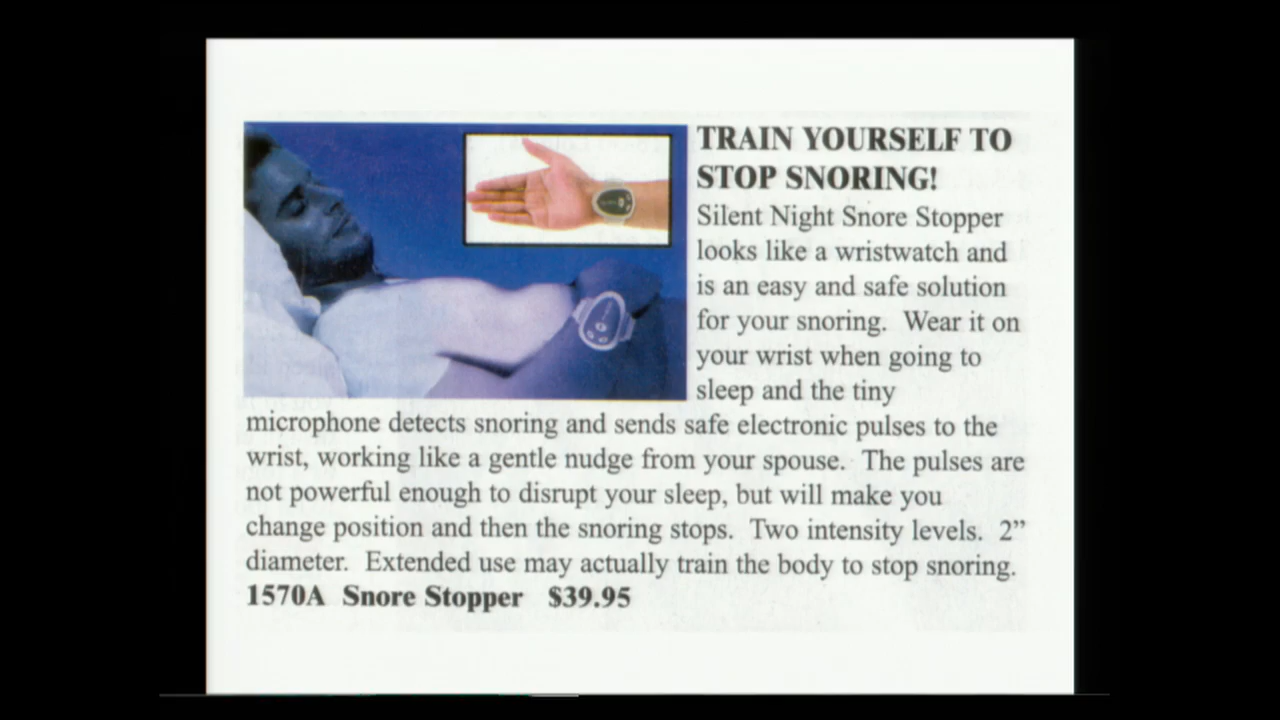 TRAIN YOURSELF TO
STOP SNORING!
Silent Night Snore Stopper
looks like a wristwatch and
is an easy and safe solution
for your snoring.  Wear it on
your wrist when going to
sleep and the tiny
microphone detects snoring and sends safe electronic pulses to the
wrist, working like a gentle nudge from your spouse.  The pulses are
not powerful enough to disrupt your sleep, but will make you
change position and then the snoring stops.  Two intensity levels.  2”
diameter.  Extended use may actually train the body to stop snoring.
1570A  Snore Stopper   $39.95